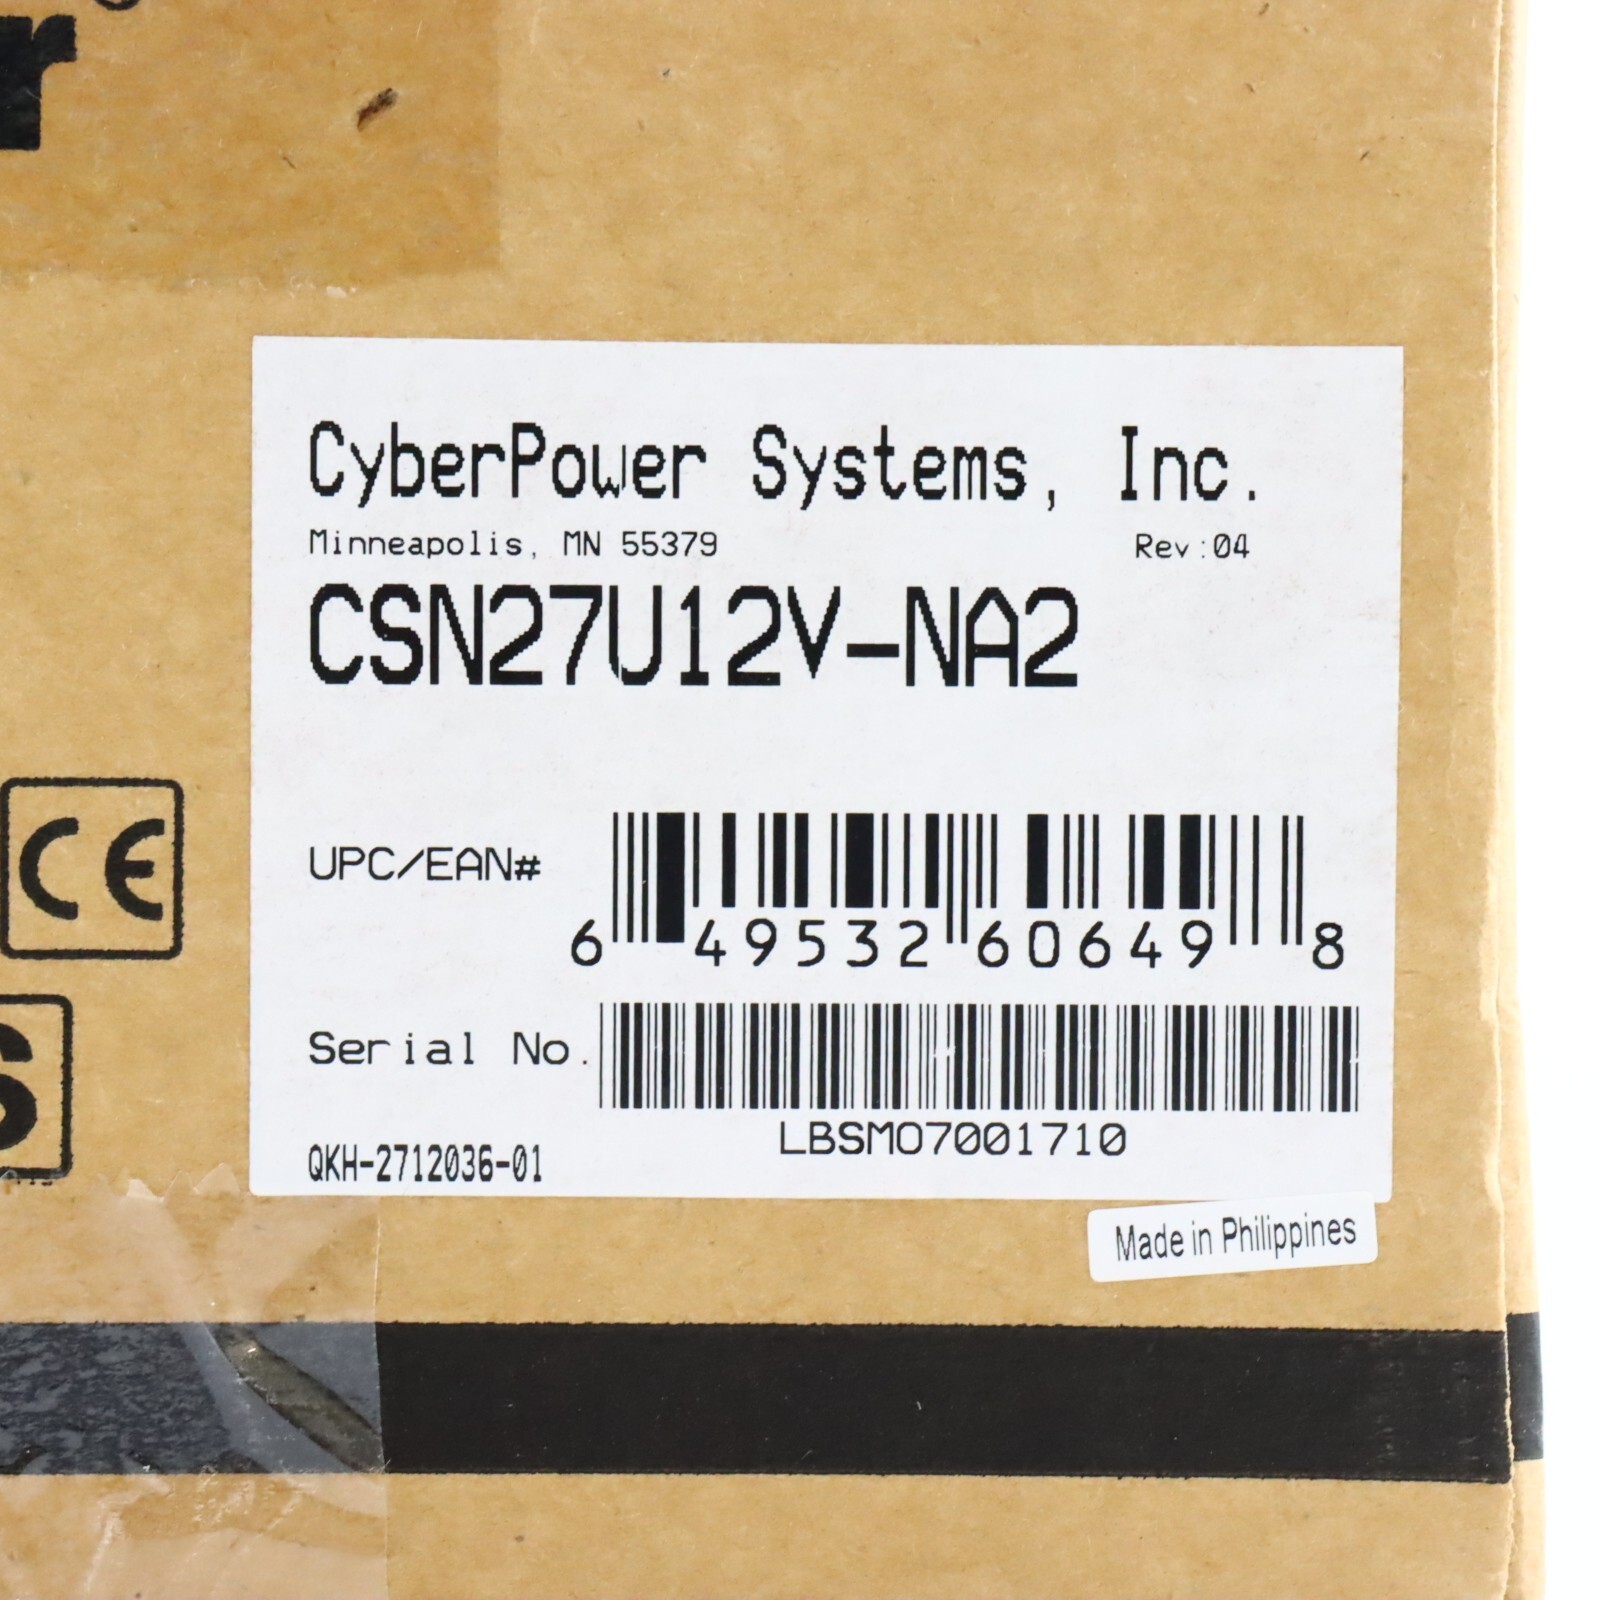 r
CyberPower Systems, Inc.
Minneapolis, MN 55379 Rev:04
CSN27U12V-NA2
CE
UPC/EAN#
6 49532 60649 8
S
Serial No.
LBSMO7001710
QKH-2712036-01
Made in Philippines